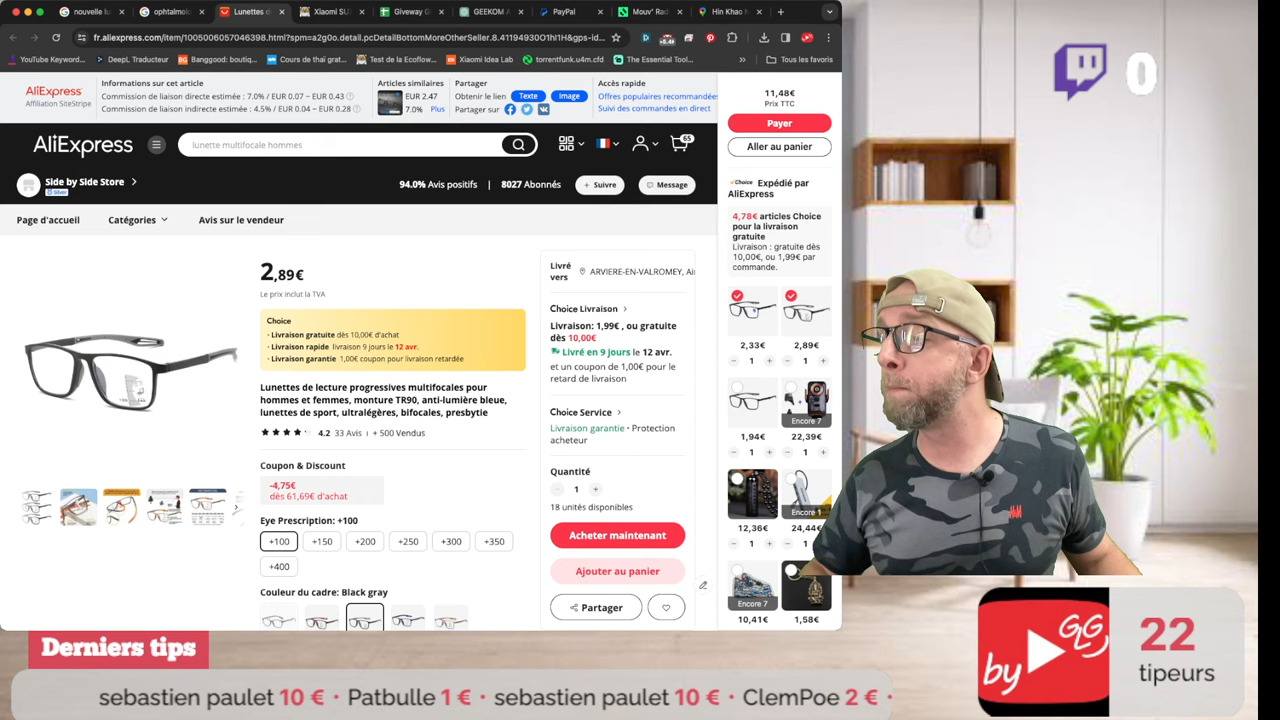 nouvelle lu
ophtalmolo
Lunettes d
Xiaomi SU
Giveway G
GEEKOM A
PayPal
Mouv' Rad
Hin Khao N
fr.aliexpress.com/item/1005006057046398.html?spm=a2g0o.detail.pcDetailBottomMoreOtherSeller.8.41194930O1hI1H&gps-id...
YouTube Keyword...
DeepL Traducteur
Banggood: boutiq...
Cours de thaï grat...
Test de la Ecoflow...
Xiaomi Idea Lab
torrentfunk.u4m.cfd
The Essential Tool...
»
Tous les favoris
AliExpress
Affiliation SiteStripe
Informations sur cet article
Commission de liaison directe estimée : 7.0% / EUR 0.07 ~ EUR 0.43
Commission de liaison indirecte estimée : 4.5% / EUR 0.04 ~ EUR 0.28
Articles similaires
EUR 2,47
7.0% Plus
Partager
Obtenir le lien Texte Image
Partager sur
Accès rapide
Offres populaires recommandées
Suivi des commandes en direct
AliExpress
lunette multifocale hommes
65
Side by Side Store
Silver
94.0% Avis positifs | 8027 Abonnés
+ Suivre
Message
Page d'accueil
Catégories
Avis sur le vendeur
2,89€
Le prix inclut la TVA
Choice
· Livraison gratuite dès 10,00€ d'achat
· Livraison rapide livraison 9 jours le 12 avr.
· Livraison garantie 1,00€ coupon pour livraison retardée
Lunettes de lecture progressives multifocales pour
hommes et femmes, monture TR90, anti-lumière bleue,
lunettes de sport, ultralégères, bifocales, presbytie
4.2 33 Avis + 500 Vendus
Coupon & Discount
-4,75€
dès 61,69€ d'achat
Eye Prescription: +100
+100
+150
+200
+250
+300
+350
+400
Couleur du cadre: Black gray
Livré
vers
ARVIERE-EN-VALROMEY, Ai
Choice Livraison
Livraison: 1,99€ , ou gratuite
dès 10,00€
Livré en 9 jours le 12 avr.
et un coupon de 1,00€ pour le
retard de livraison
Choice Service
Livraison garantie · Protection
acheteur
Quantité
1
18 unités disponibles
Acheter maintenant
Ajouter au panier
Partager
11,48€
Prix TTC
Payer
Aller au panier
Choice Expédié par
AliExpress
4,78€ articles Choice
pour la livraison
gratuite
Livraison : gratuite dès
10,00€, ou 1,99€ par
commande.
2,33€
2,89€
1
1
Encore 7
1,94€
22,39€
1
1
Encore 1
12,36€
24,44€
1
1
Encore 7
10,41€
1,58€
0
H&M
Derniers tips
sebastien paulet 10 € · Patbulle 1 € · sebastien paulet 10 € · ClemPoe 2 € ·
by GLG
22
tipeurs